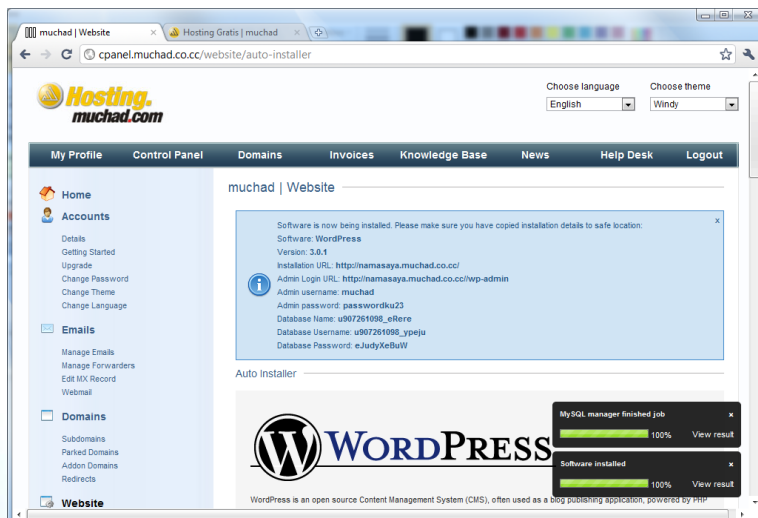 muchad | Website
Hosting Gratis | muchad
cpanel.muchad.co.cc/website/auto-installer
Hosting.
muchad.com
Choose language
Choose theme
English
Windy
My Profile
Control Panel
Domains
Invoices
Knowledge Base
News
Help Desk
Logout
Home
Accounts
Details
Getting Started
Upgrade
Change Password
Change Theme
Change Language
Emails
Manage Emails
Manage Forwarders
Edit MX Record
Webmail
Domains
Subdomains
Parked Domains
Addon Domains
Redirects
Website
muchad | Website
x
Software is now being installed. Please make sure you have copied installation details to safe location:
Software: WordPress
Version: 3.0.1
Installation URL: http://namasaya.muchad.co.cc/
Admin Login URL: http://namasaya.muchad.co.cc//wp-admin
Admin username: muchad
Admin password: passwordku23
Database Name: u907261098_eRere
Database Username: u907261098_ypeju
Database Password: eJudyXeBuW
Auto Installer
WORDPRESS
WordPress is an open source Content Management System (CMS), often used as a blog publishing application, powered by PHP
MySQL manager finished job
x
100%
View result
Software installed
x
100%
View result